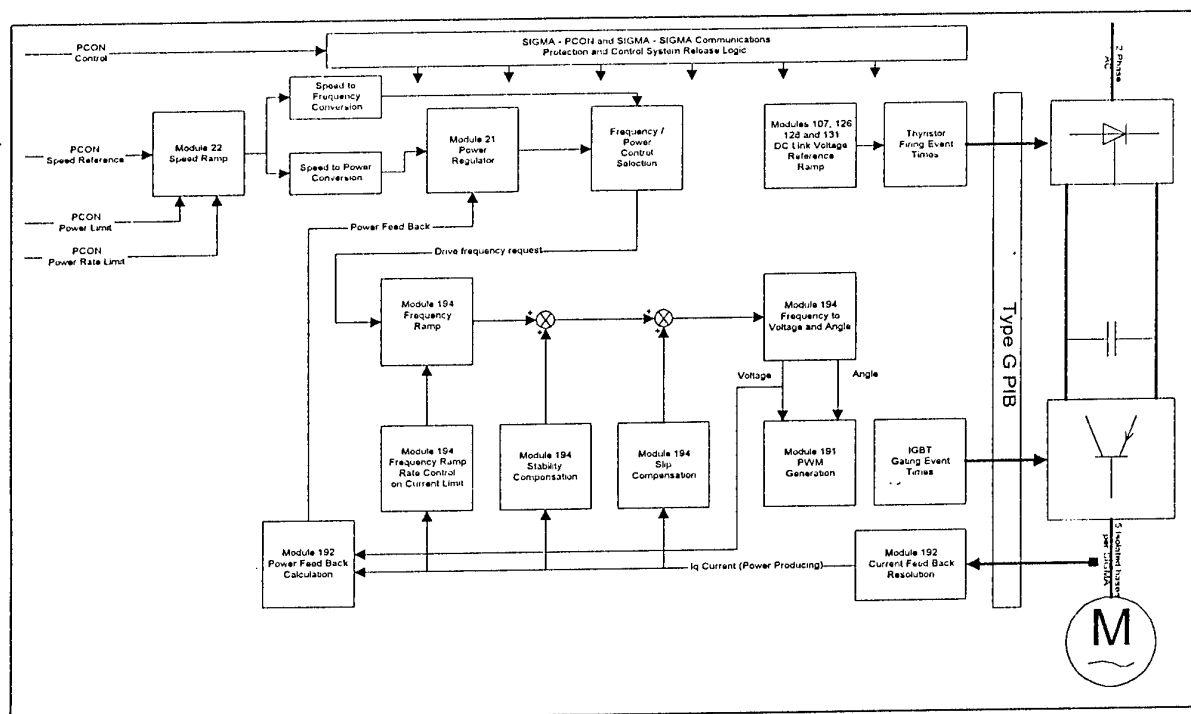 PCON
Control
SIGMA - PCON and SIGMA - SIGMA Communications
Protection and Control System Release Logic
2 Phase
AC
Speed to
Frequency
Conversion
PCON
Speed Reference
Module 22
Speed Ramp
Speed to Power
Conversion
Module 21
Power
Regulator
Frequency /
Power
Control
Selection
Modules 107, 126
128 and 131
DC Link Voltage
Reference
Ramp
Thyristor
Firing Event
Times
PCON
Power Limit
PCON
Power Rate Limit
Power Feed Back
Drive frequency request
Module 194
Frequency
Ramp
+
+
+
+
Module 194
Frequency to
Voltage and Angle
Type G PIB
Voltage
Angle
Module 194
Frequency Ramp
Rate Control
on Current Limit
Module 194
Stability
Compensation
Module 194
Slip
Compensation
Module 191
PWM
Generation
IGBT
Gating Event
Times
Module 192
Power Feed Back
Calculation
Iq Current (Power Producing)
Module 192
Current Feed Back
Resolution
5 Isolated
per SIGMA
M